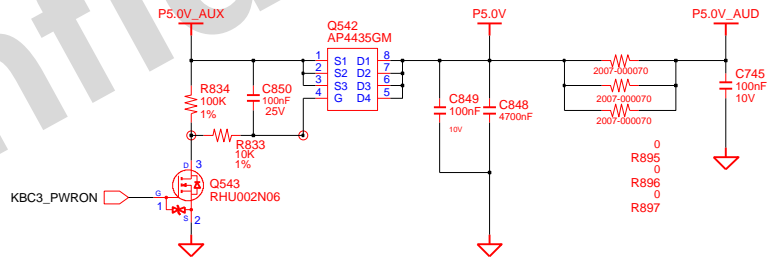 P5.0V_AUX
Q542
AP4435GM
P5.0V
P5.0V_AUD
1 S1 D1 8
2 S2 D2 7
3 S3 D3 6
4 G D4 5
R834
100K
1%
C850
100nF
25V
R833
10K
1%
C849
100nF
10V
C848
4700nF
2007-000070
2007-000070
2007-000070
C745
100nF
10V
0
R895
0
R896
0
R897
D 3
Q543
RHU002N06
KBC3_PWRON
G
1
S
2